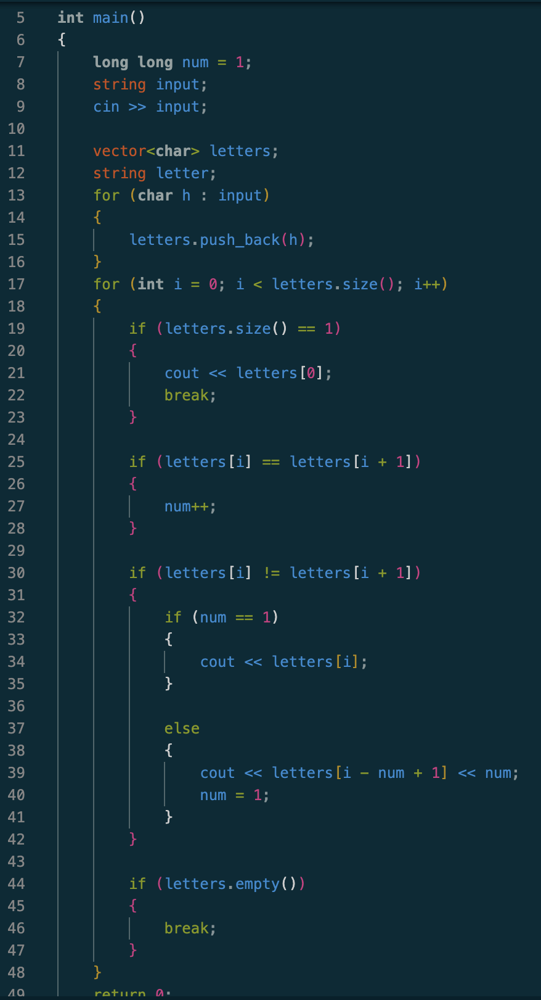 5 int main()
6 {
7 long long num = 1;
8 string input;
9 cin >> input;
10
11 vector<char> letters;
12 string letter;
13 for (char h : input)
14 {
15 letters.push_back(h);
16 }
17 for (int i = 0; i < letters.size(); i++)
18 {
19 if (letters.size() == 1)
20 {
21 cout << letters[0];
22 break;
23 }
24
25 if (letters[i] == letters[i + 1])
26 {
27 num++;
28 }
29
30 if (letters[i] != letters[i + 1])
31 {
32 if (num == 1)
33 {
34 cout << letters[i];
35 }
36
37 else
38 {
39 cout << letters[i - num + 1] << num;
40 num = 1;
41 }
42 }
43
44 if (letters.empty())
45 {
46 break;
47 }
48 }
49 return 0;